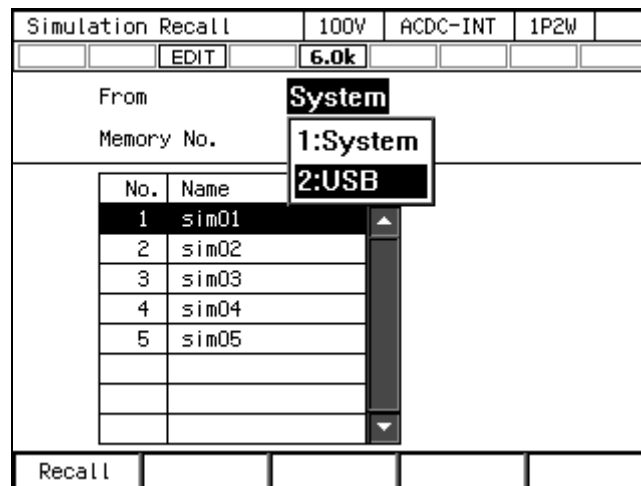 Simulation Recall 100V ACDC-INT 1P2W
EDIT 6.0k
From System
Memory No.
1:System
2:USB
No. Name
1 sim01
2 sim02
3 sim03
4 sim04
5 sim05
Recall